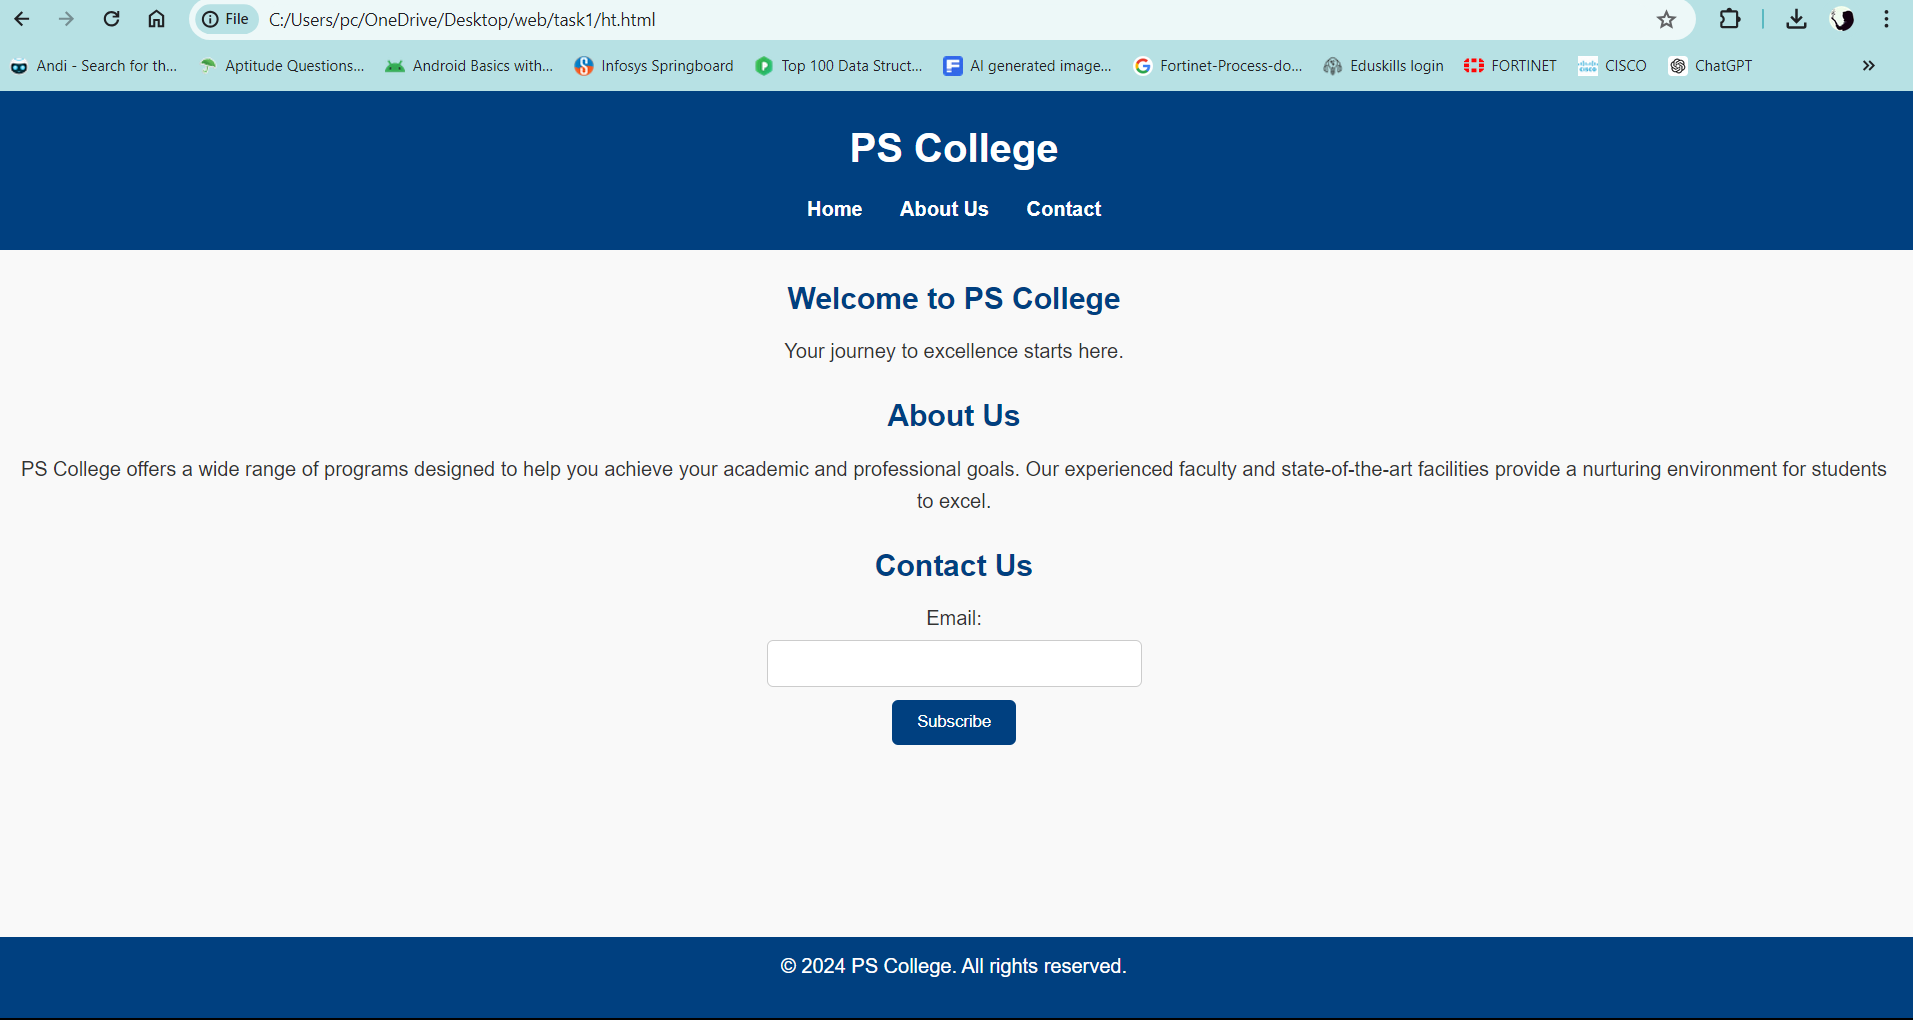 File C:/Users/pc/OneDrive/Desktop/web/task1/ht.html
Andi - Search for th... Aptitude Questions... Android Basics with... Infosys Springboard Top 100 Data Struct... AI generated image... Fortinet-Process-do... Eduskills login FORTINET CISCO ChatGPT
PS College
Home About Us Contact
Welcome to PS College
Your journey to excellence starts here.
About Us
PS College offers a wide range of programs designed to help you achieve your academic and professional goals. Our experienced faculty and state-of-the-art facilities provide a nurturing environment for students
to excel.
Contact Us
Email:
Subscribe
© 2024 PS College. All rights reserved.